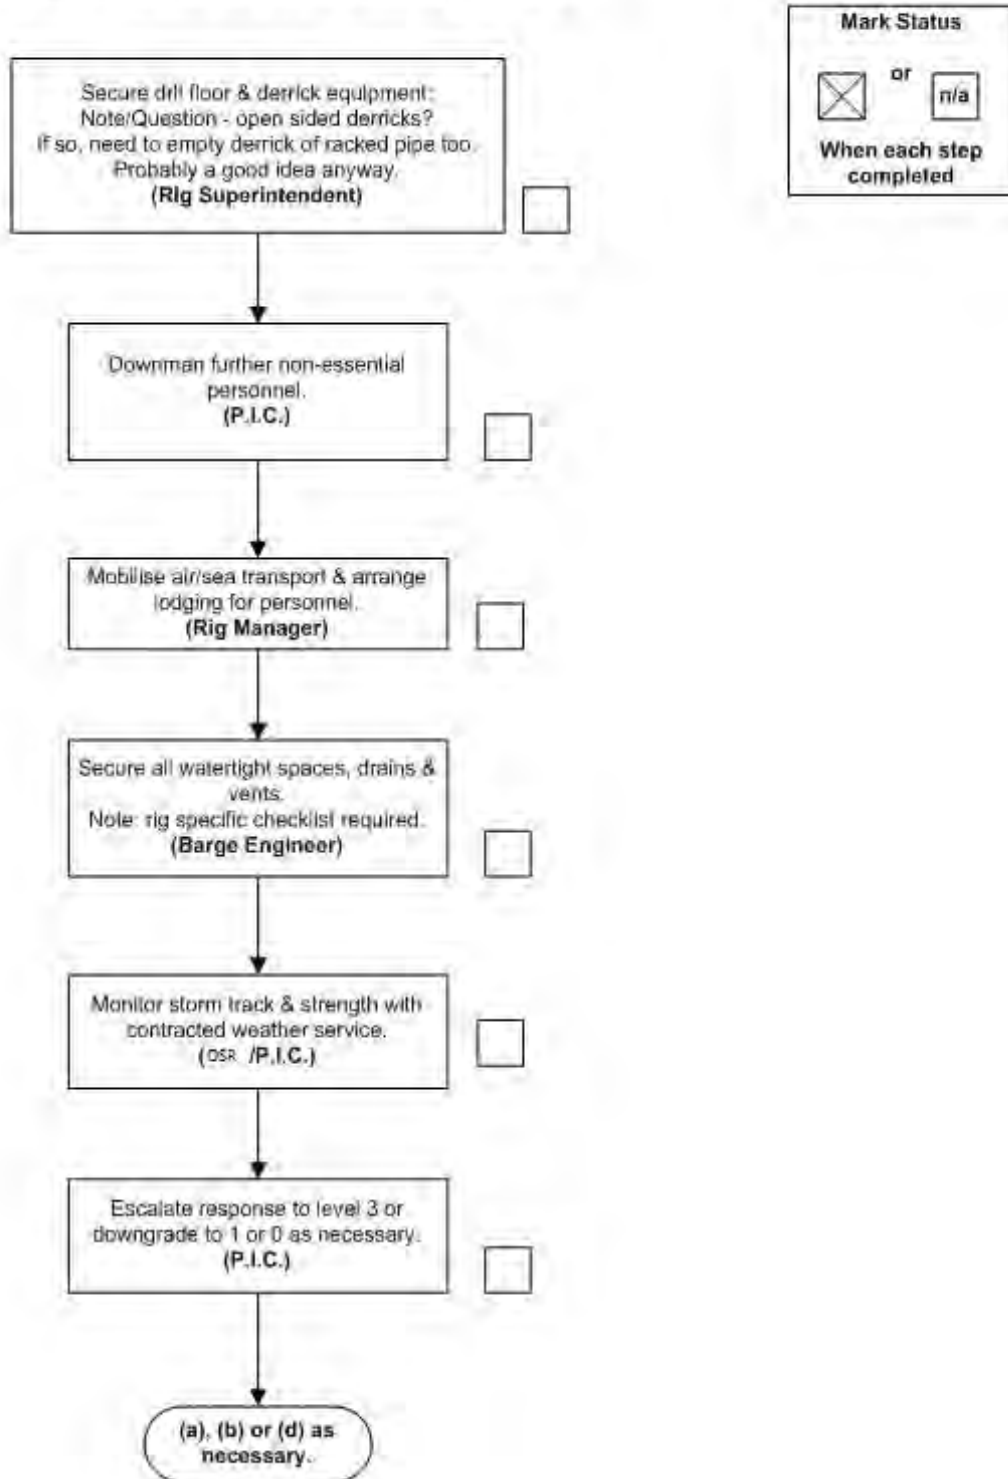 Mark Status
or
n/a
When each step
completed
Secure drill floor & derrick equipment:
Note/Question - open sided derricks?
If so, need to empty derrick of racked pipe too.
Probably a good idea anyway.
(Rig Superintendent)
Downman further non-essential
personnel.
(P.I.C.)
Mobilise air/sea transport & arrange
lodging for personnel.
(Rig Manager)
Secure all watertight spaces, drains &
vents.
Note: rig specific checklist required.
(Barge Engineer)
Monitor storm track & strength with
contracted weather service.
(OSR /P.I.C.)
Escalate response to level 3 or
downgrade to 1 or 0 as necessary.
(P.I.C.)
(a), (b) or (d) as
necessary.